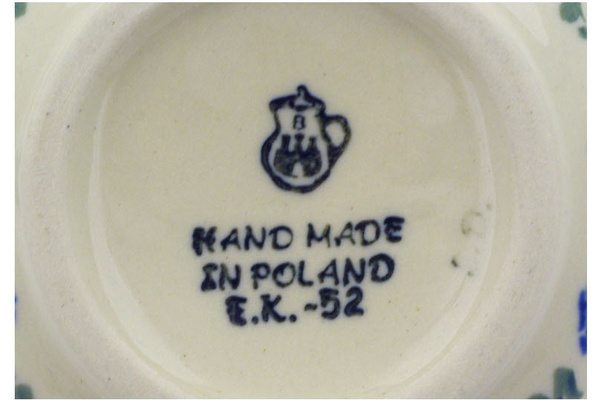 B
HAND MADE
IN POLAND
E.K.-52